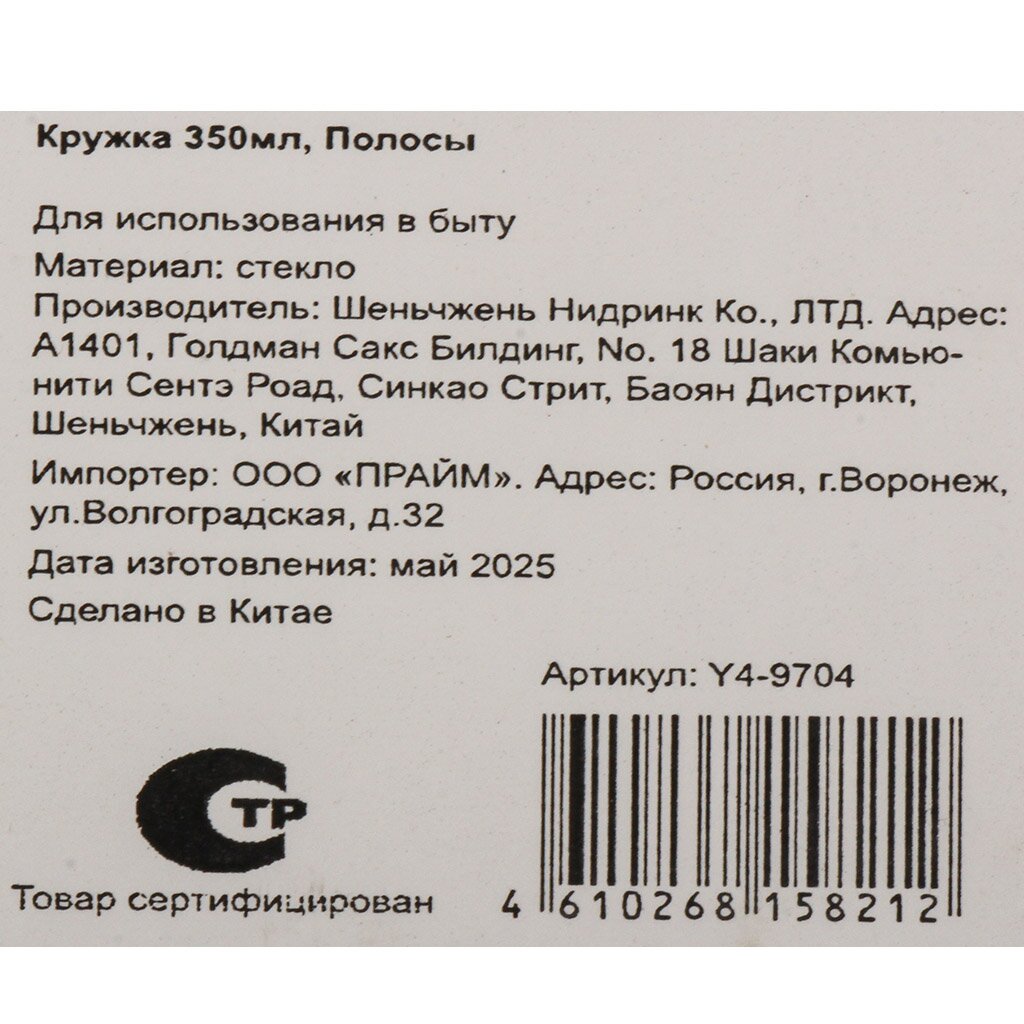 Кружка 350мл, Полосы
Для использования в быту
Материал: стекло
Производитель: Шеньчжень Нидринк Ко., ЛТД. Адрес:
А1401, Голдман Сакс Билдинг, No. 18 Шаки Комью-
нити Сентэ Роад, Синкао Стрит, Баоян Дистрикт,
Шеньчжень, Китай
Импортер: ООО «ПРАЙМ». Адрес: Россия, г.Воронеж,
ул.Волгоградская, д.32
Дата изготовления: май 2025
Сделано в Китае
Артикул: Y4-9704
СТР
Товар сертифицирован
4 610268 158212